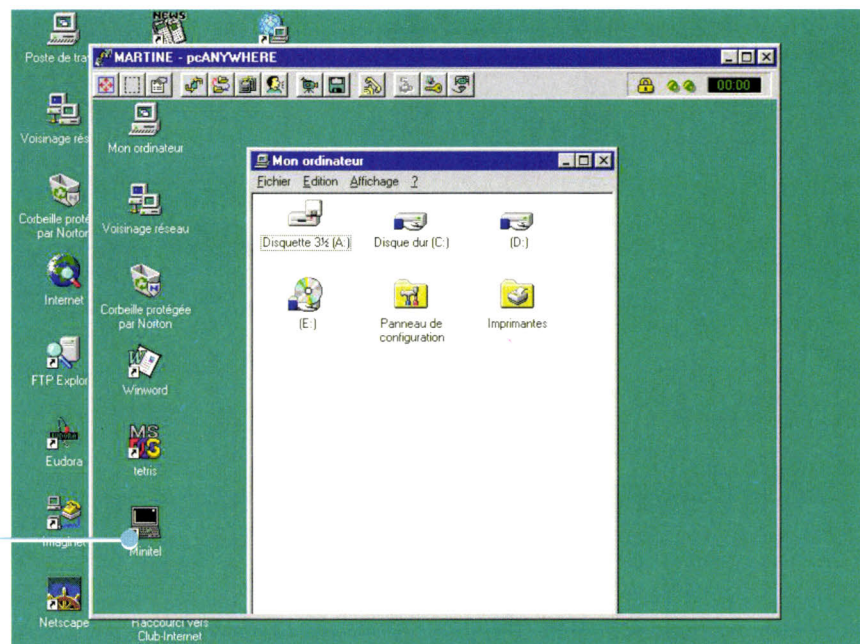 NEWS
Poste de tra
MARTINE - pcANYWHERE
00:00
Voisinage rés
Corbeille proté
par Norton
Internet
FTP Explor
Eudora
Imaginet
Netscape
Raccourci vers
Club-Internet
Mon ordinateur
Voisinage réseau
Corbeille protégée
par Norton
Winword
MS
tetris
Minitel
Mon ordinateur
Fichier Edition Affichage ?
Disquette 3½ (A:)
Disque dur (C:)
(D:)
(E:)
Panneau de
configuration
Imprimantes